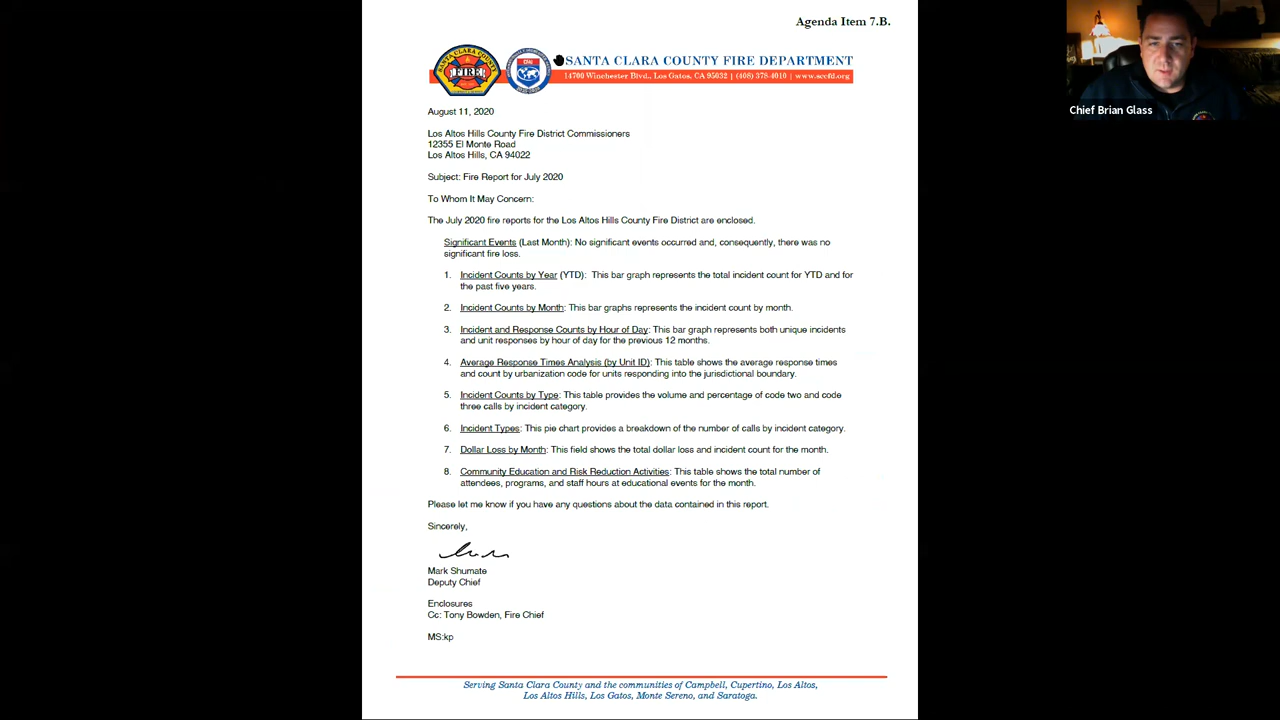 Agenda Item 7.B.
SANTA CLARA COUNTY FIRE DEPARTMENT
14700 Winchester Blvd., Los Gatos, CA 95032 | (408) 378-4010 | www.sccfd.org
SANTA CLARA COUNTY
FIRE
Chief Brian Glass
August 11, 2020
Los Altos Hills County Fire District Commissioners
12355 El Monte Road
Los Altos Hills, CA 94022
Subject: Fire Report for July 2020
To Whom It May Concern:
The July 2020 fire reports for the Los Altos Hills County Fire District are enclosed.
Significant Events (Last Month): No significant events occurred and, consequently, there was no
significant fire loss.
1. Incident Counts by Year (YTD): This bar graph represents the total incident count for YTD and for
the past five years.
2. Incident Counts by Month: This bar graphs represents the incident count by month.
3. Incident and Response Counts by Hour of Day: This bar graph represents both unique incidents
and unit responses by hour of day for the previous 12 months.
4. Average Response Times Analysis (by Unit ID): This table shows the average response times
and count by urbanization code for units responding into the jurisdictional boundary.
5. Incident Counts by Type: This table provides the volume and percentage of code two and code
three calls by incident category.
6. Incident Types: This pie chart provides a breakdown of the number of calls by incident category.
7. Dollar Loss by Month: This field shows the total dollar loss and incident count for the month.
8. Community Education and Risk Reduction Activities: This table shows the total number of
attendees, programs, and staff hours at educational events for the month.
Please let me know if you have any questions about the data contained in this report.
Sincerely,
Mark Shumate
Deputy Chief
Enclosures
Cc: Tony Bowden, Fire Chief
MS:kp
Serving Santa Clara County and the communities of Campbell, Cupertino, Los Altos,
Los Altos Hills, Los Gatos, Monte Sereno, and Saratoga.